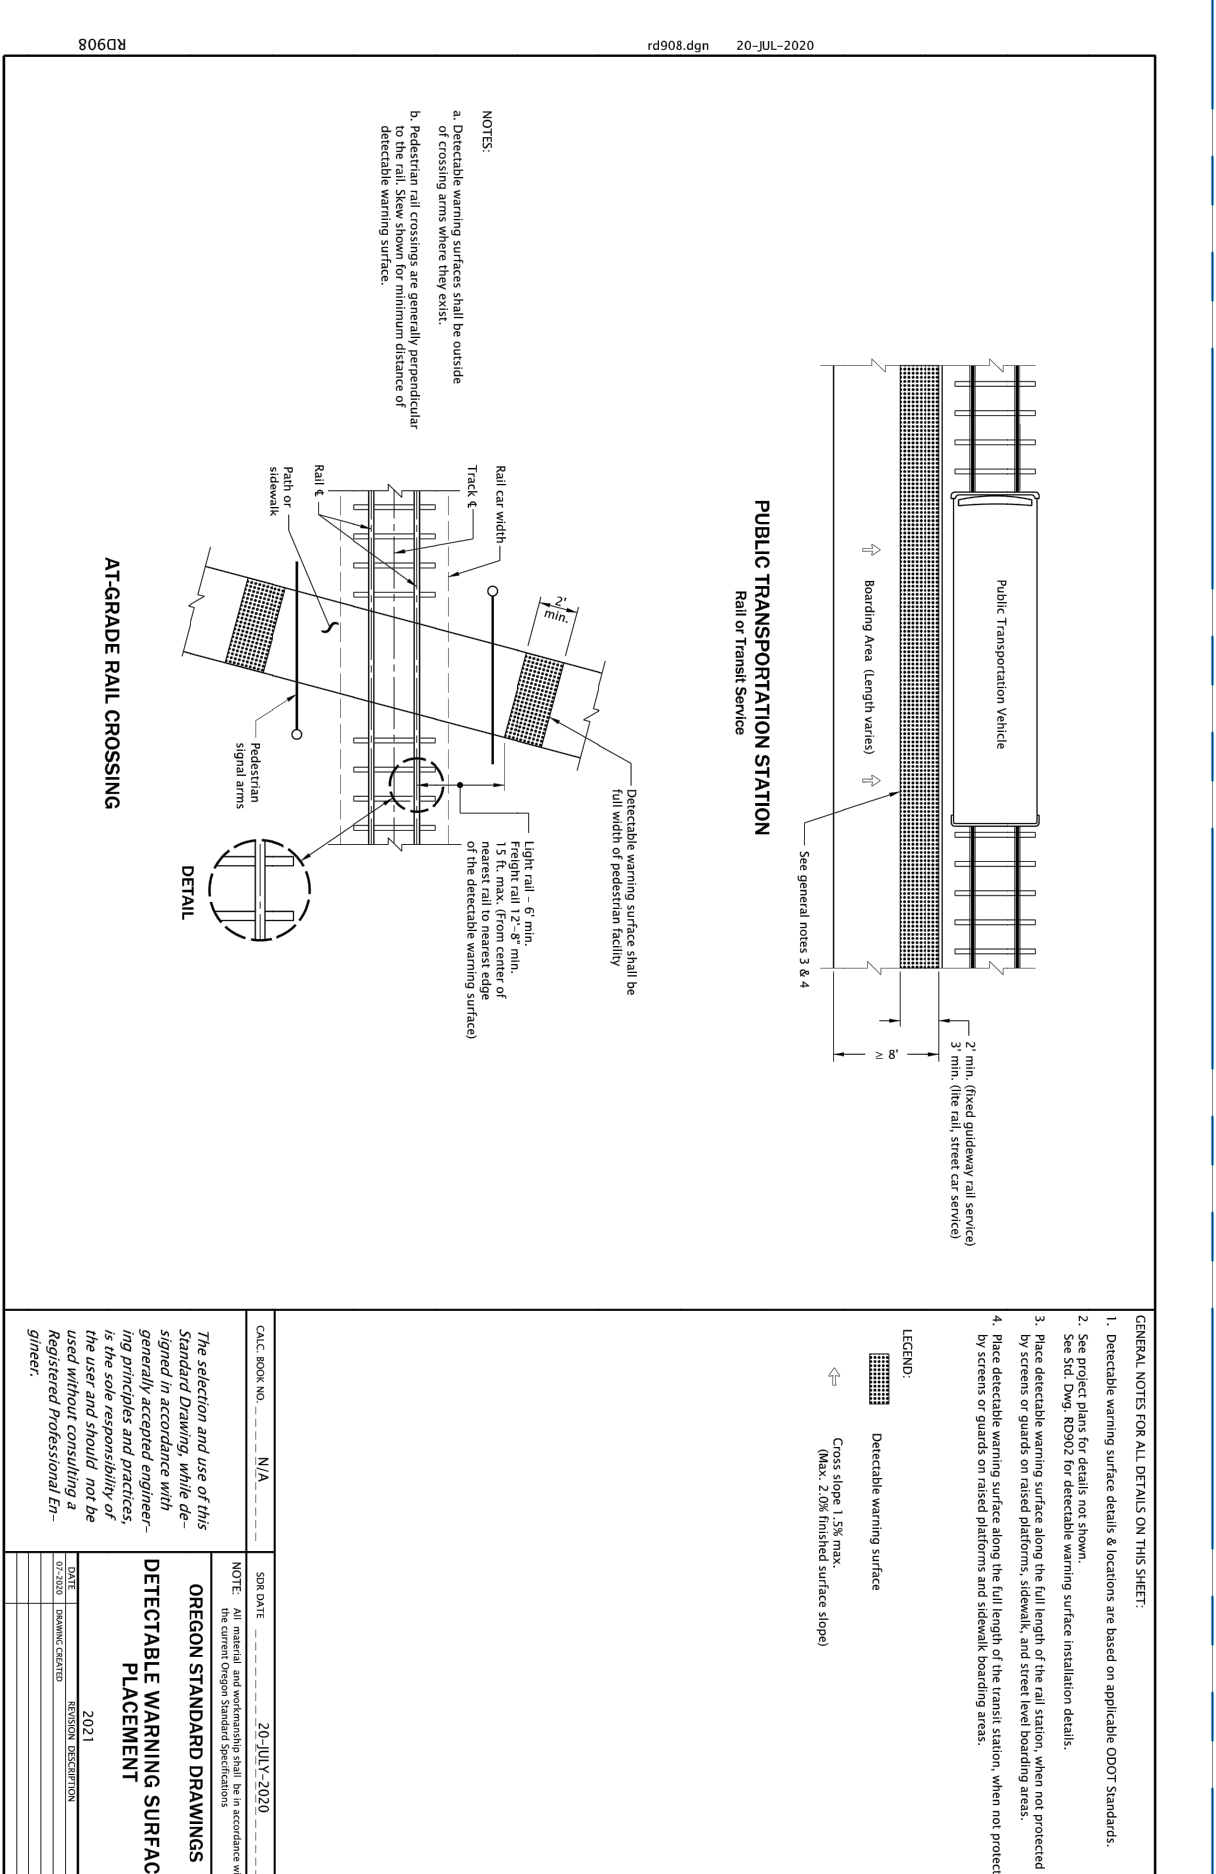 RD908
rd908.dgn 20-JUL-2020
Public Transportation Vehicle
Boarding Area (Length varies)
See general notes 3 & 4
2' min. (fixed guideway rail service)
3' min. (lite rail, street car service)
≥ 8'
PUBLIC TRANSPORTATION STATION
Rail or Transit Service
NOTES:
a. Detectable warning surfaces shall be outside
of crossing arms where they exist.
b. Pedestrian rail crossings are generally perpendicular
to the rail. Skew shown for minimum distance of
detectable warning surface.
Rail car width
Track ℄
Rail ℄
Path or
sidewalk
2'
min.
Detectable warning surface shall be
full width of pedestrian facility
Light rail - 6' min.
Freight rail 12'-8" min.
15 ft. max. (From center of
nearest rail to nearest edge
of the detectable warning surface)
Pedestrian
signal arms
DETAIL
AT-GRADE RAIL CROSSING
GENERAL NOTES FOR ALL DETAILS ON THIS SHEET:
1. Detectable warning surface details & locations are based on applicable ODOT Standards.
2. See project plans for details not shown.
See Std. Dwg. RD902 for detectable warning surface installation details.
3. Place detectable warning surface along the full length of the rail station, when not protected
by screens or guards on raised platforms, sidewalk, and street level boarding areas.
4. Place detectable warning surface along the full length of the transit station, when not protect
by screens or guards on raised platforms and sidewalk boarding areas.
LEGEND:
Detectable warning surface
Cross slope 1.5% max.
(Max. 2.0% finished surface slope)
CALC. BOOK NO. _ _ _ _ N/A _ _ _ _
SDR DATE _ _ _ _ 20-JULY-2020 _ _ _ _
The selection and use of this
Standard Drawing, while de-
signed in accordance with
generally accepted engineer-
ing principles and practices,
is the sole responsibility of
the user and should not be
used without consulting a
Registered Professional En-
gineer.
NOTE: All material and workmanship shall be in accordance wi
the current Oregon Standard Specifications
OREGON STANDARD DRAWINGS
DETECTABLE WARNING SURFAC
PLACEMENT
2021
DATE REVISION DESCRIPTION
07-2020 DRAWING CREATED